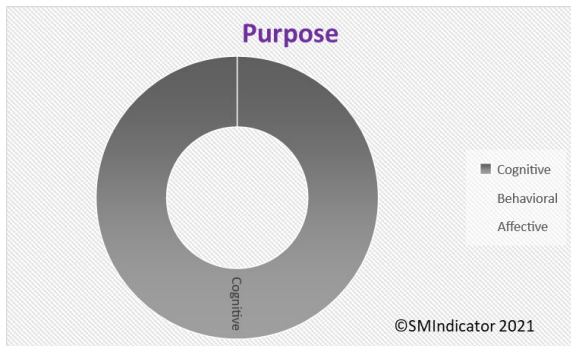 Purpose
Cognitive
Behavioral
Affective
Cognitive
©SMIndicator 2021